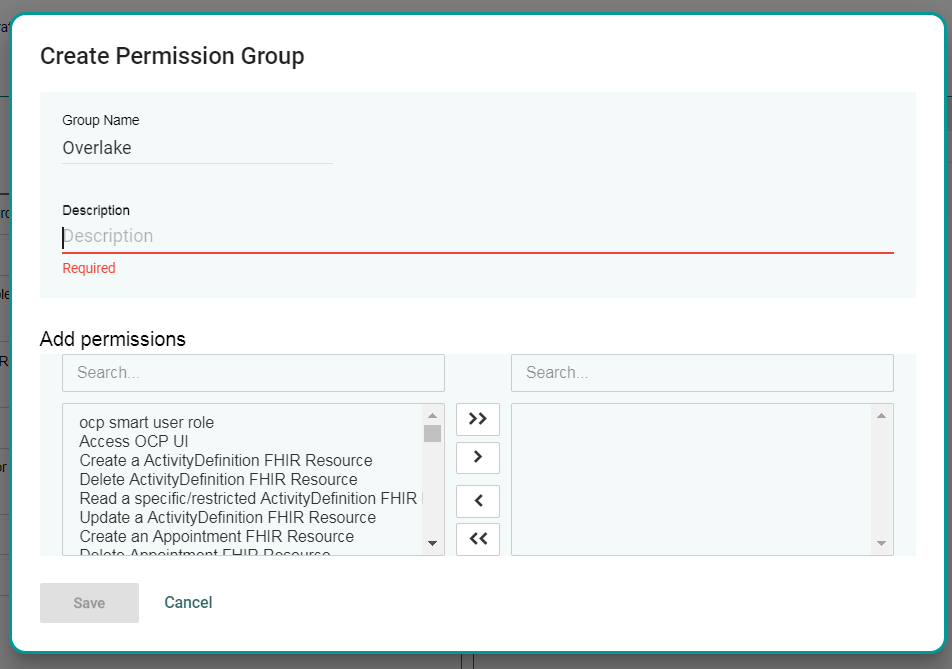 Create Permission Group
Group Name
Overlake
Description
Description
Required
Add permissions
Search...
Search...
ocp smart user role
Access OCP UI
Create a ActivityDefinition FHIR Resource
Delete ActivityDefinition FHIR Resource
Read a specific/restricted ActivityDefinition FHIR
Update a ActivityDefinition FHIR Resource
Create an Appointment FHIR Resource
Delete Appointment FHIR Resource
>>
>
<
<<
Save
Cancel